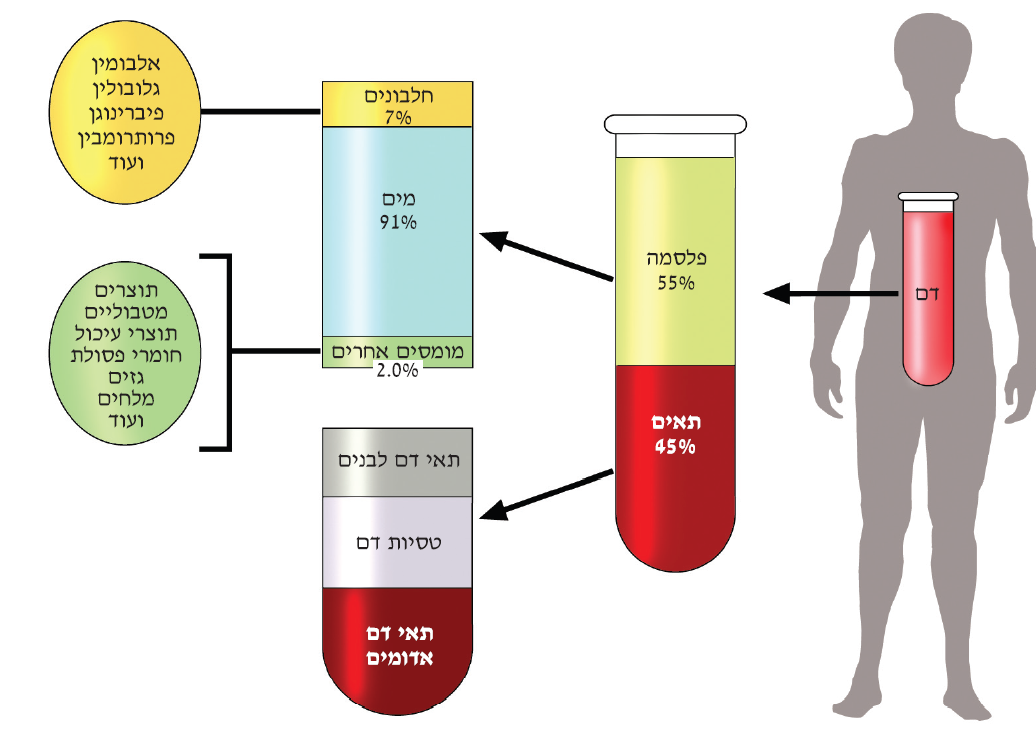 דם
פלסמה
55%
תאים
45%
חלבונים
7%
מים
91%
מומסים אחרים
2.0%
אלבומין
גלובולין
פיברינוגן
פרותרומבין
ועוד
תוצרים
מטבוליים
תוצרי עיכול
חומרי פסולת
גזים
מלחים
ועוד
תאי דם לבנים
טסיות דם
תאי דם
אדומים